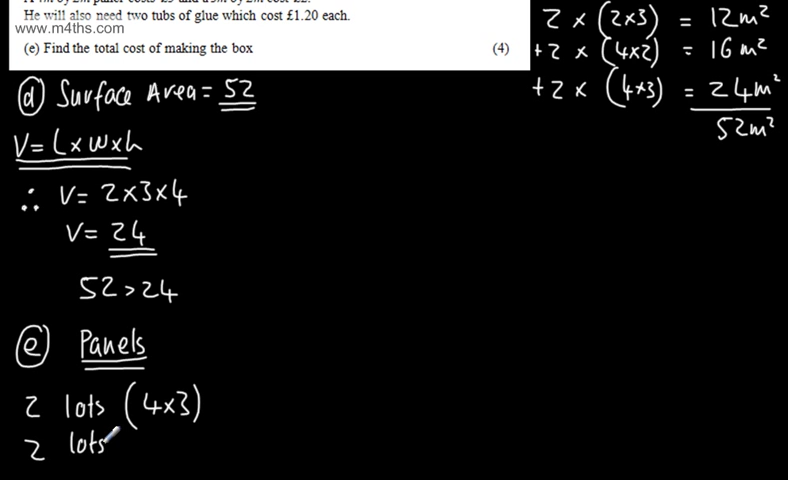 www.m4ths.com
He will also need two tubs of glue which cost £1.20 each.
(e) Find the total cost of making the box (4)
2 × (2×3) = 12m²
+2 × (4×2) = 16m²
+2 × (4×3) = 24m²
52m²
(d) Surface Area = 52
V = L × w × h
∴ V = 2×3×4
V = 24
52 > 24
(e) Panels
2 lots (4×3)
2 lots